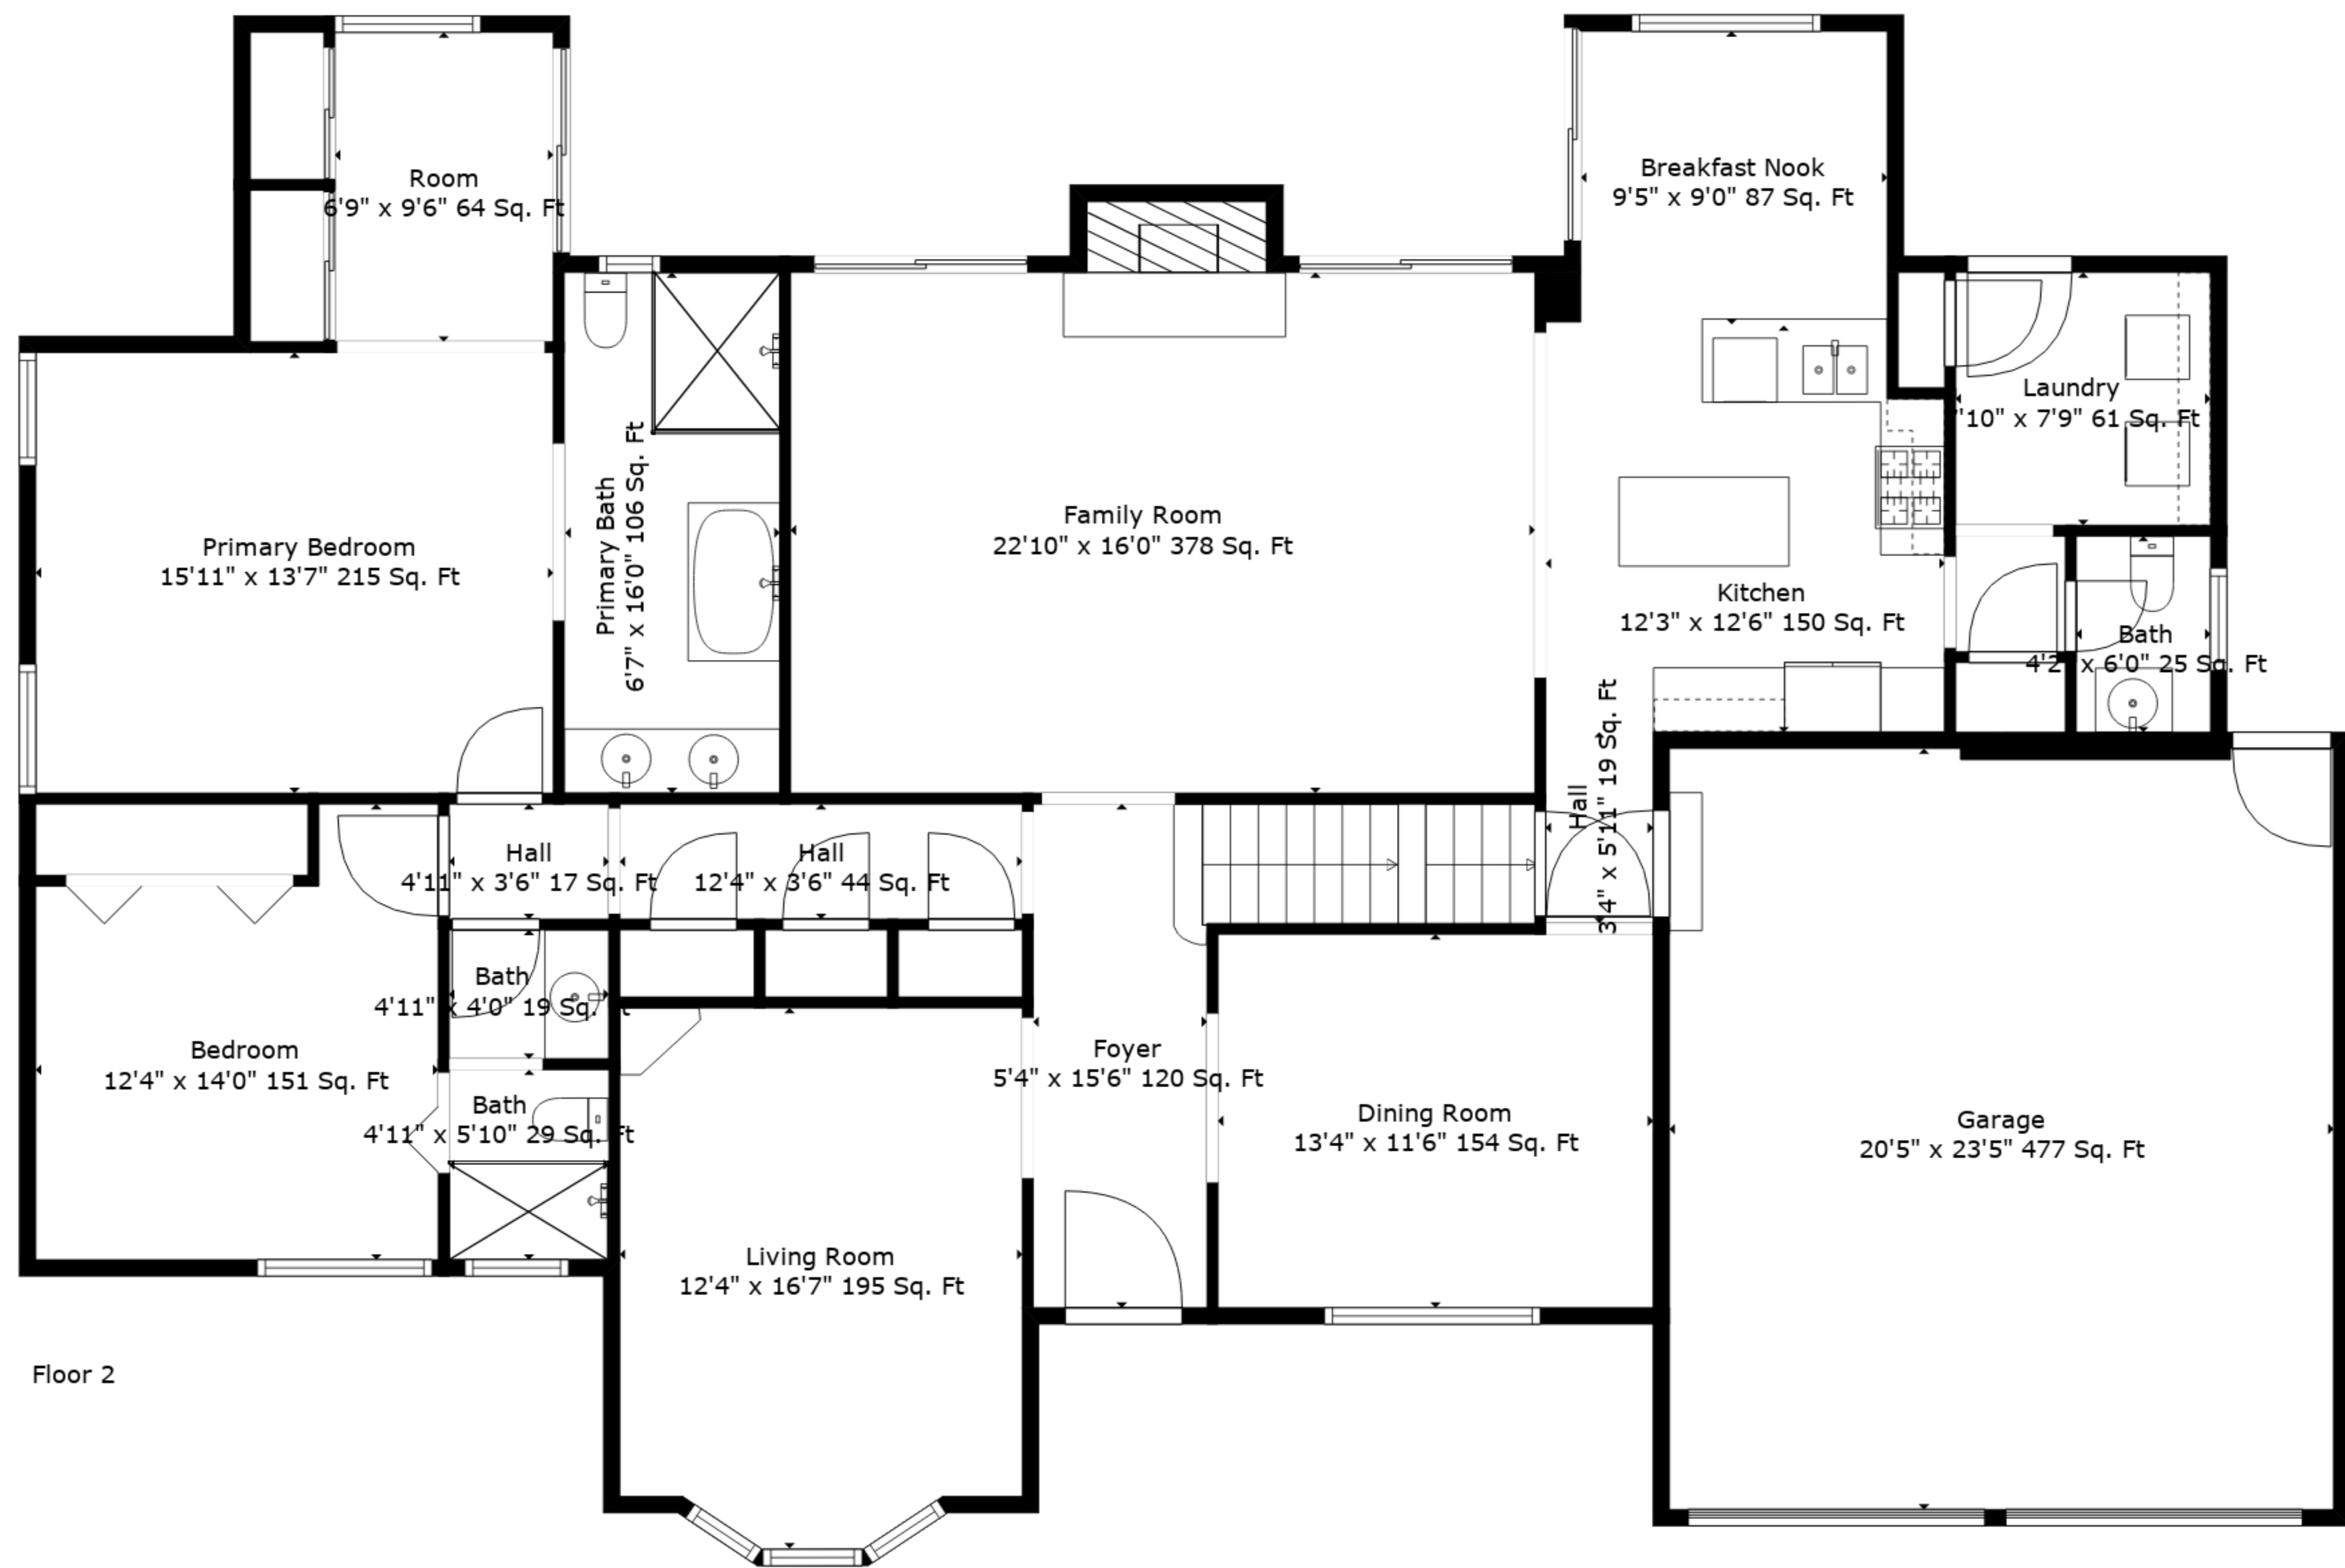 Room
6'9" x 9'6" 64 Sq. Ft
Breakfast Nook
9'5" x 9'0" 87 Sq. Ft
Laundry
'10" x 7'9" 61 Sq. Ft
Primary Bedroom
15'11" x 13'7" 215 Sq. Ft
Primary Bath
6'7" x 16'0" 106 Sq. Ft
Family Room
22'10" x 16'0" 378 Sq. Ft
Kitchen
12'3" x 12'6" 150 Sq. Ft
Bath
4'2" x 6'0" 25 Sq. Ft
Hall
3'4" x 5'11" 19 Sq. Ft
Hall
4'11" x 3'6" 17 Sq. Ft
Hall
12'4" x 3'6" 44 Sq. Ft
Bath
4'11" x 4'0" 19 Sq. Ft
Bedroom
12'4" x 14'0" 151 Sq. Ft
Bath
4'11" x 5'10" 29 Sq. Ft
Foyer
5'4" x 15'6" 120 Sq. Ft
Dining Room
13'4" x 11'6" 154 Sq. Ft
Garage
20'5" x 23'5" 477 Sq. Ft
Living Room
12'4" x 16'7" 195 Sq. Ft
Floor 2